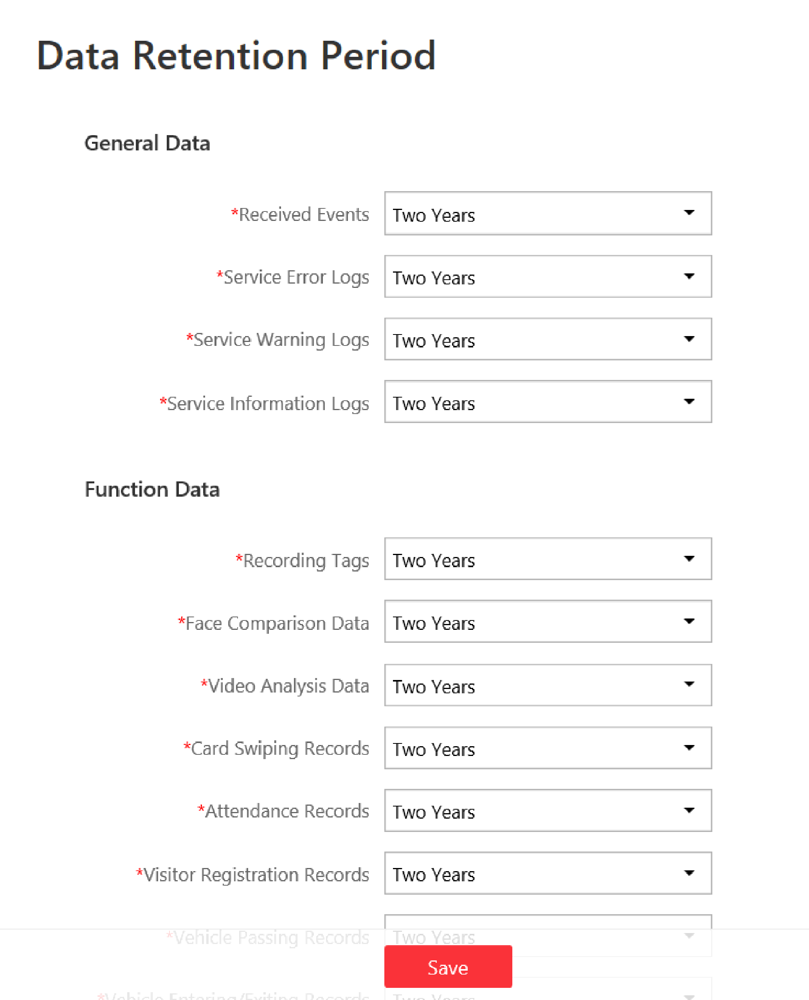 Data Retention Period
General Data
*Received Events Two Years
*Service Error Logs Two Years
*Service Warning Logs Two Years
*Service Information Logs Two Years
Function Data
*Recording Tags Two Years
*Face Comparison Data Two Years
*Video Analysis Data Two Years
*Card Swiping Records Two Years
*Attendance Records Two Years
*Visitor Registration Records Two Years
*Vehicle Passing Records Two Years
Save
*Vehicle Entering/Exiting Records Two Years